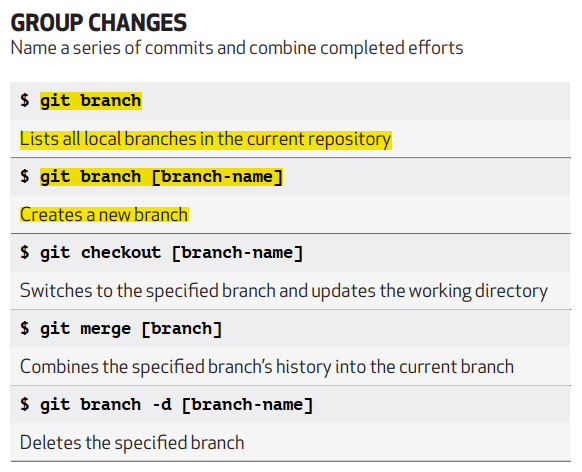 GROUP CHANGES
Name a series of commits and combine completed efforts
$ git branch
Lists all local branches in the current repository
$ git branch [branch-name]
Creates a new branch
$ git checkout [branch-name]
Switches to the specified branch and updates the working directory
$ git merge [branch]
Combines the specified branch’s history into the current branch
$ git branch -d [branch-name]
Deletes the specified branch